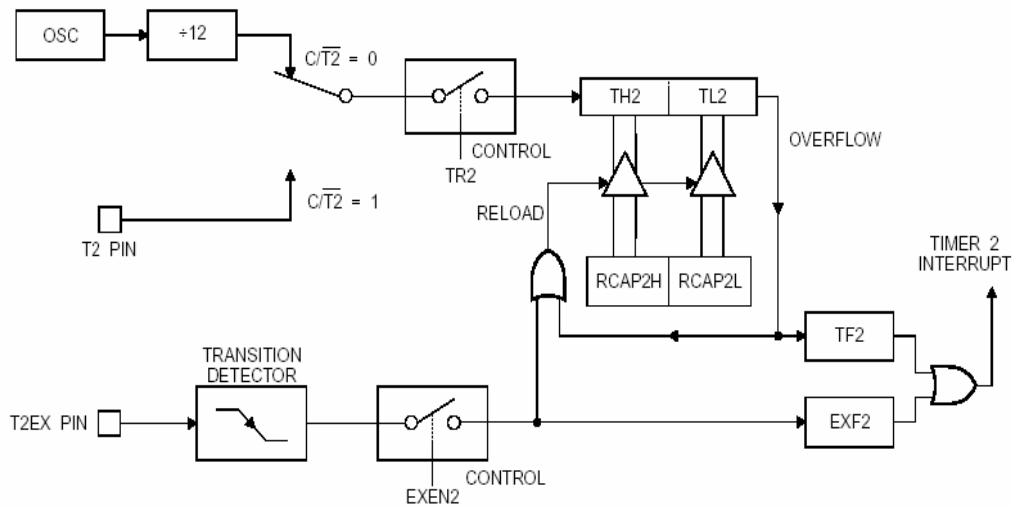 OSC
÷12
C/T2 = 0
TH2
TL2
OVERFLOW
CONTROL
TR2
C/T2 = 1
T2 PIN
RELOAD
RCAP2H
RCAP2L
TIMER 2
INTERRUPT
TF2
TRANSITION
DETECTOR
T2EX PIN
EXF2
CONTROL
EXEN2